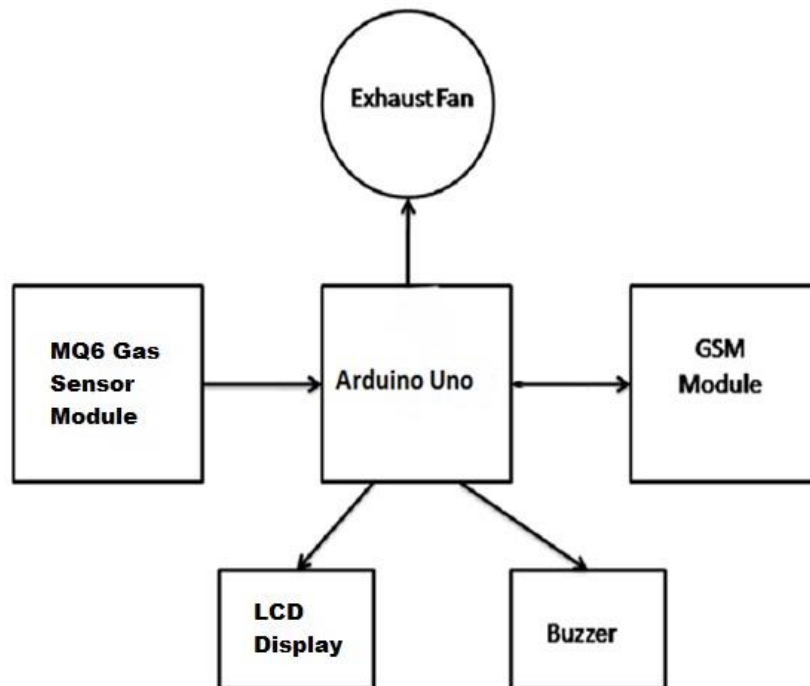 Exhaust Fan
MQ6 Gas
Sensor
Module
Arduino Uno
GSM
Module
LCD
Display
Buzzer